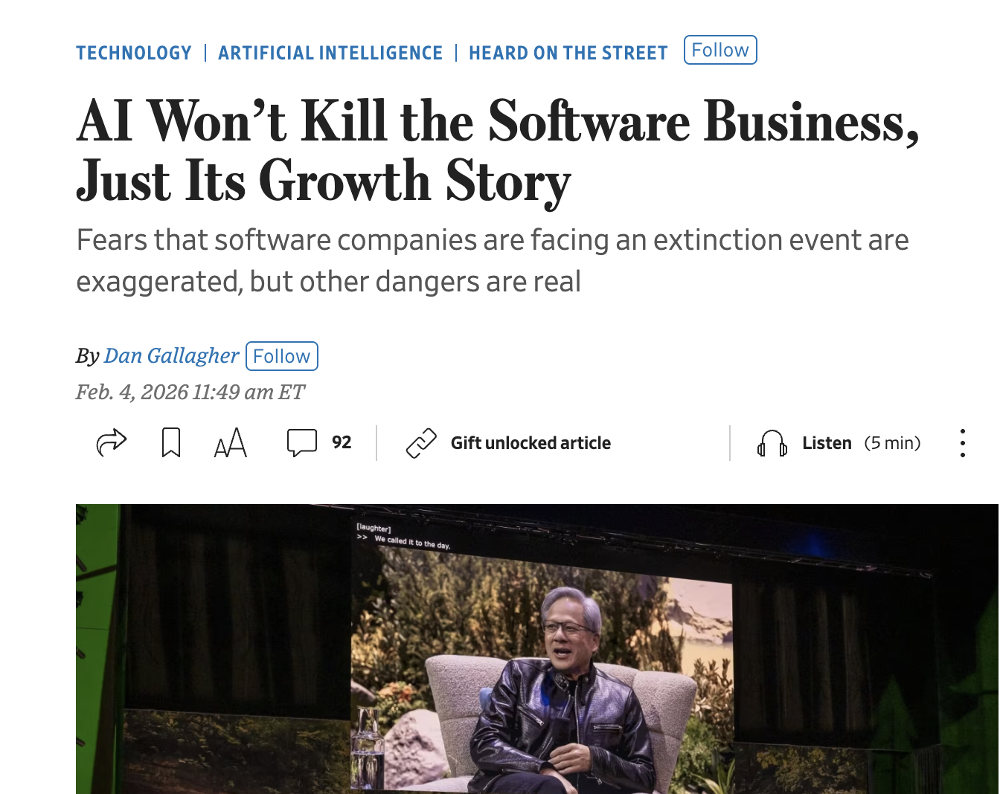 TECHNOLOGY | ARTIFICIAL INTELLIGENCE | HEARD ON THE STREET Follow
AI Won’t Kill the Software Business,
Just Its Growth Story
Fears that software companies are facing an extinction event are
exaggerated, but other dangers are real
By Dan Gallagher Follow
Feb. 4, 2026 11:49 am ET
AA 92 Gift unlocked article Listen (5 min)
[laughter]
>> We called it to the day.